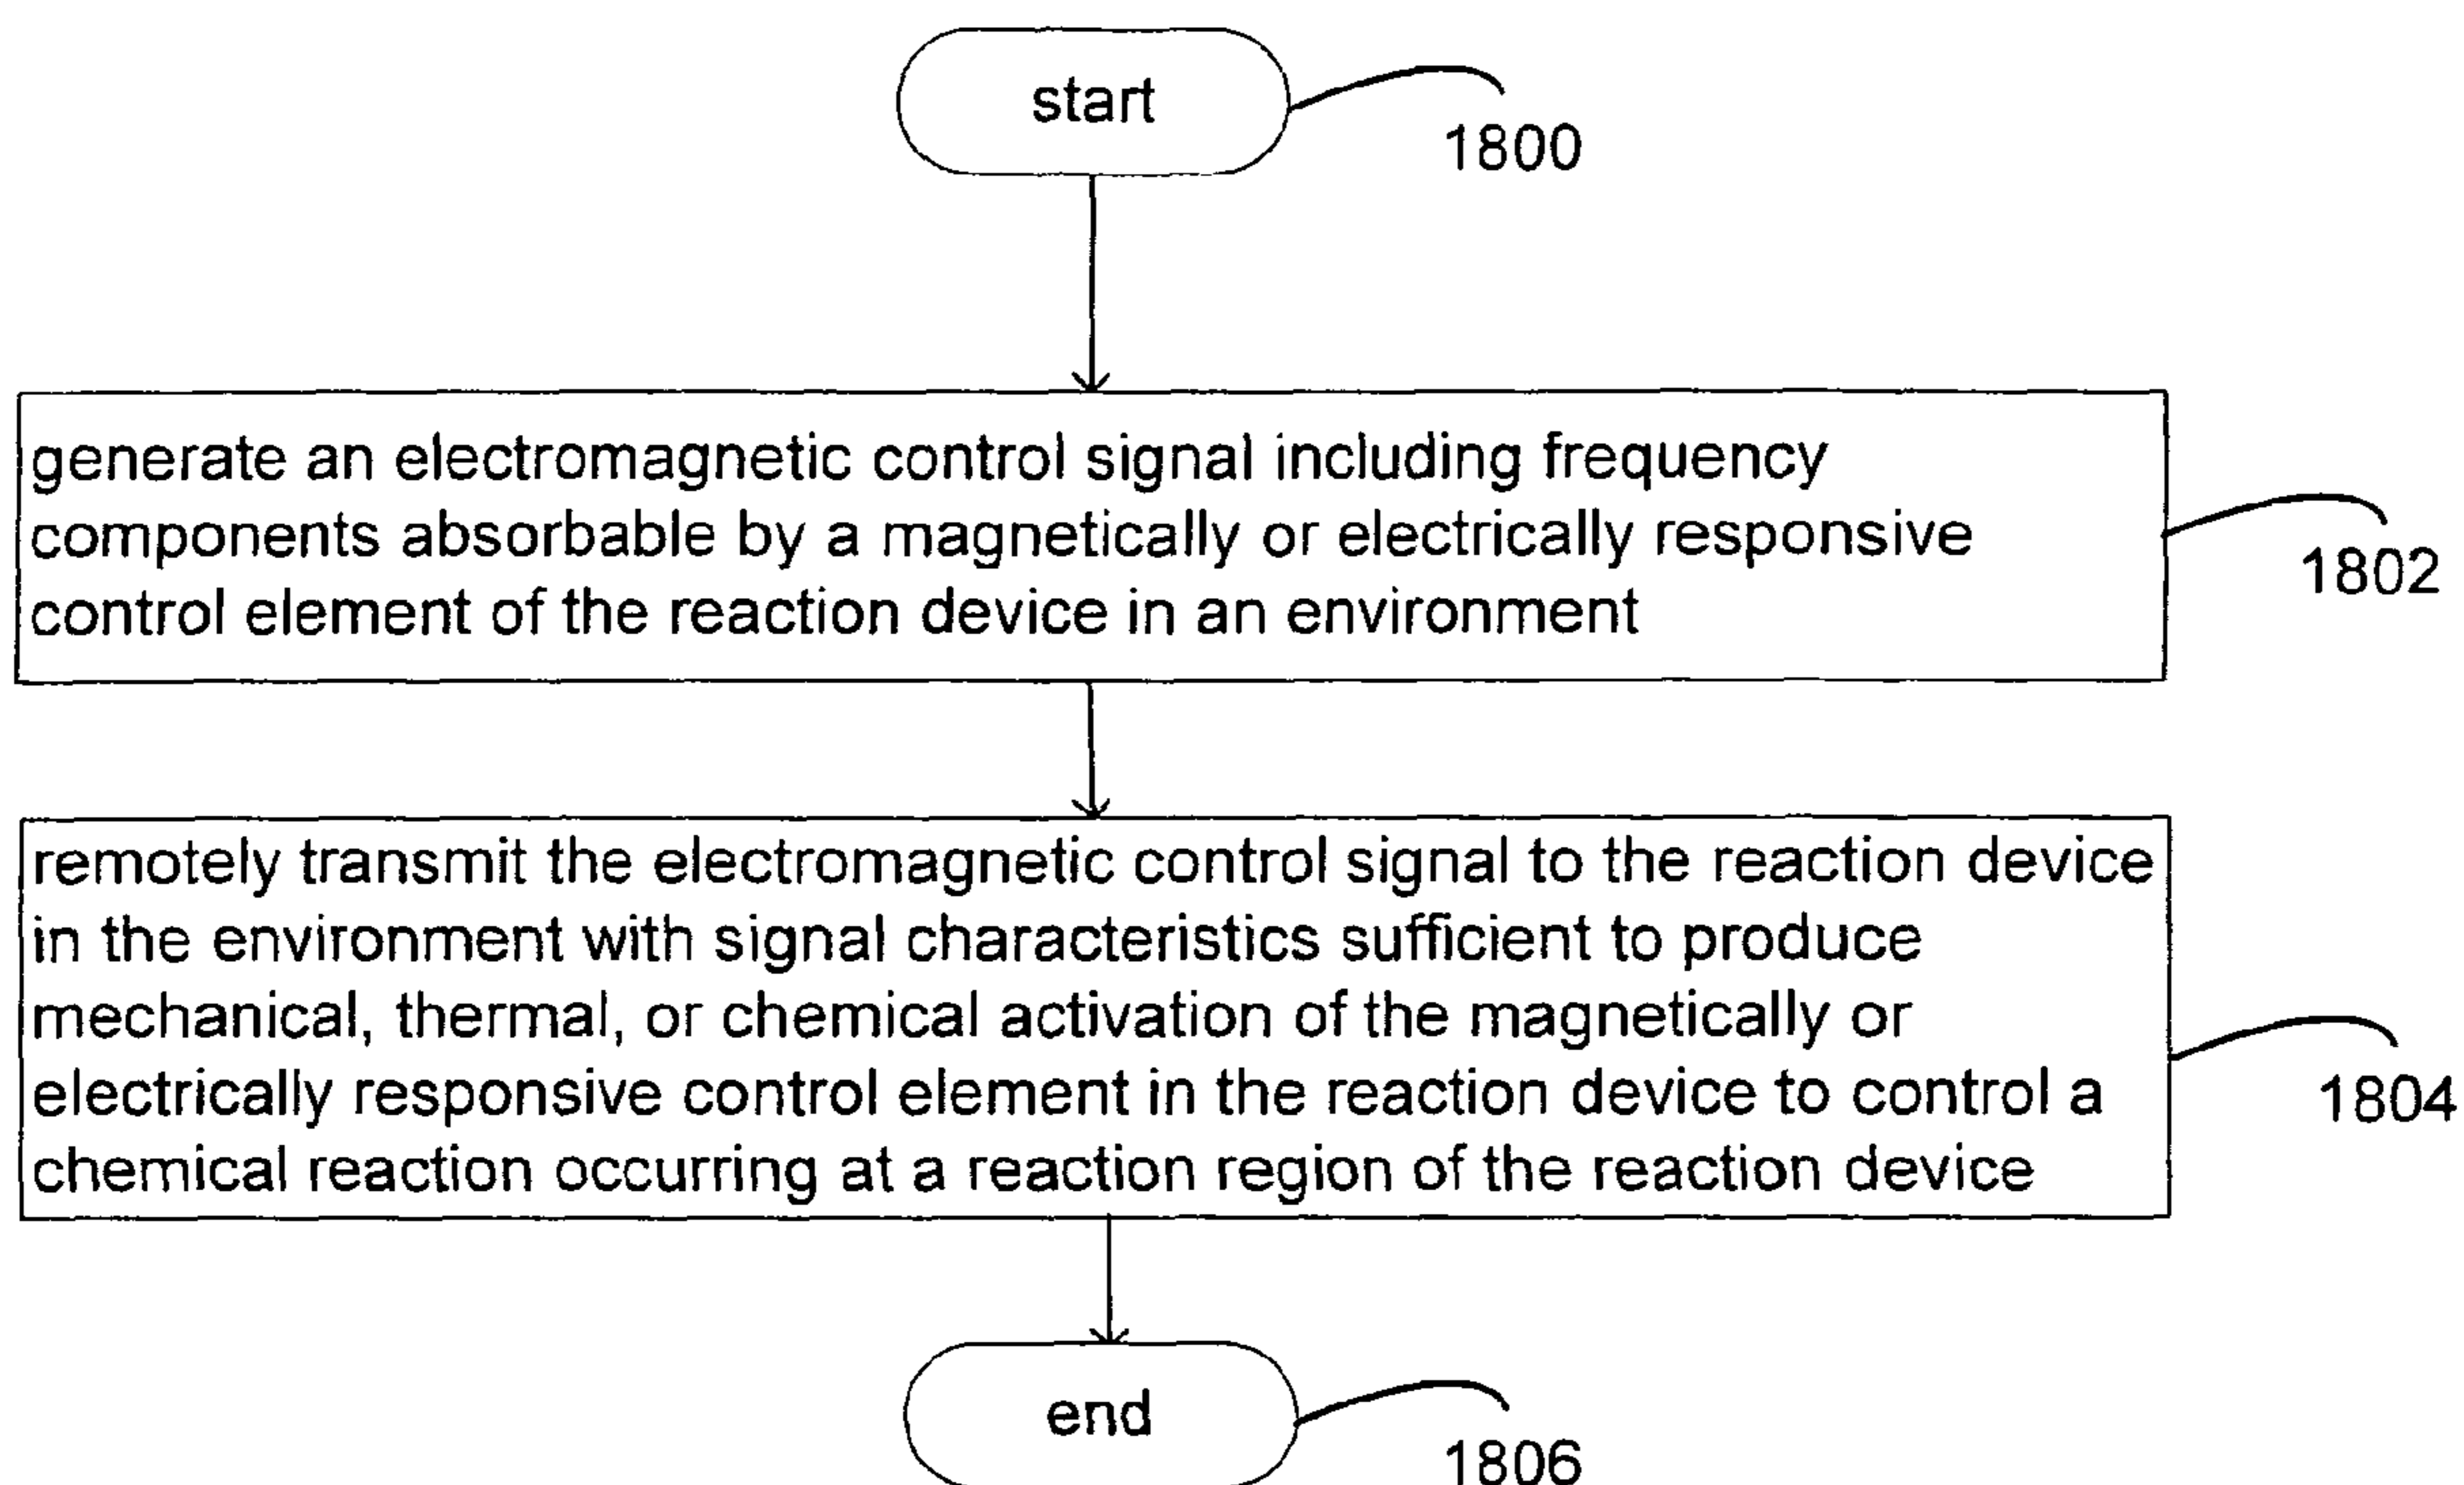 start
1800
generate an electromagnetic control signal including frequency
components absorbable by a magnetically or electrically responsive
control element of the reaction device in an environment
1802
remotely transmit the electromagnetic control signal to the reaction device
in the environment with signal characteristics sufficient to produce
mechanical, thermal, or chemical activation of the magnetically or
electrically responsive control element in the reaction device to control a
chemical reaction occurring at a reaction region of the reaction device
1804
end
1806